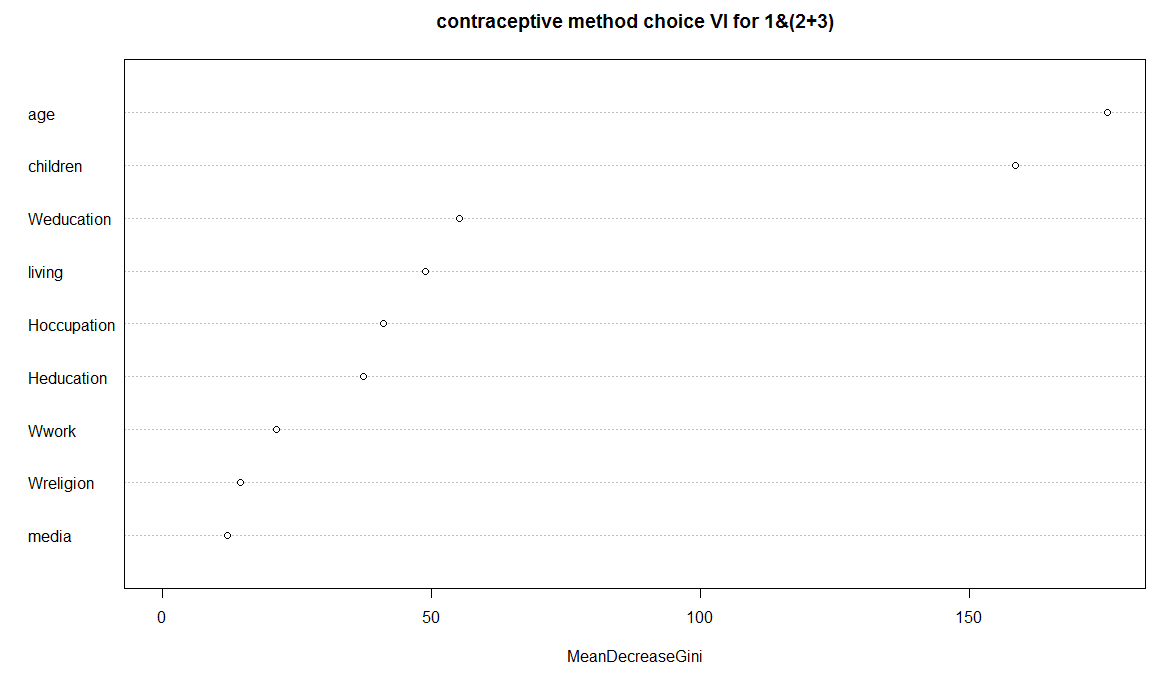 contraceptive method choice VI for 1&(2+3)
age
children
Weducation
living
Hoccupation
Heducation
Wwork
Wreligion
media
0 50 100 150
MeanDecreaseGini